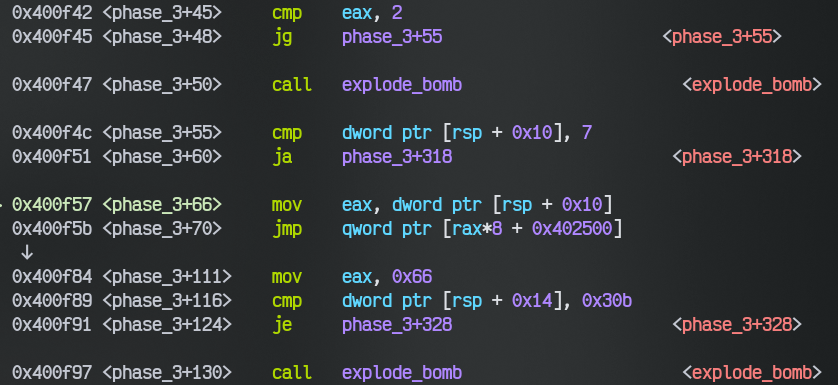 0x400f42 <phase_3+45> cmp eax, 2
0x400f45 <phase_3+48> jg phase_3+55 <phase_3+55>
0x400f47 <phase_3+50> call explode_bomb <explode_bomb>
0x400f4c <phase_3+55> cmp dword ptr [rsp + 0x10], 7
0x400f51 <phase_3+60> ja phase_3+318 <phase_3+318>
0x400f57 <phase_3+66> mov eax, dword ptr [rsp + 0x10]
0x400f5b <phase_3+70> jmp qword ptr [rax*8 + 0x402500]
↓
0x400f84 <phase_3+111> mov eax, 0x66
0x400f89 <phase_3+116> cmp dword ptr [rsp + 0x14], 0x30b
0x400f91 <phase_3+124> je phase_3+328 <phase_3+328>
0x400f97 <phase_3+130> call explode_bomb <explode_bomb>